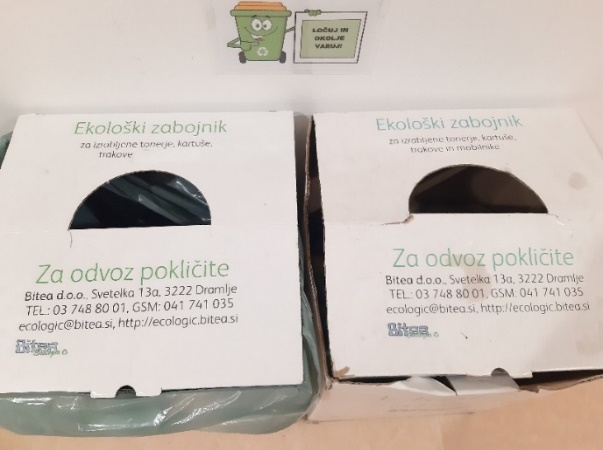 LOČUJ IN
OKOLJE
VARUJ!
Ekološki zabojnik
za izrabljene tonerje, kartuše,
trakove
Za odvoz pokličite
Bitea d.o.o., Svetelka 13a, 3222 Dramlje
TEL.: 03 748 80 01, GSM: 041 741 035
ecologic@bitea.si, http://ecologic.bitea.si
Bitea
Ekološki zabojnik
za izrabljene tonerje, kartuše,
trakove in mobilnike
Za odvoz pokličite
Bitea d.o.o., Svetelka 13a, 3222 Dramlje
TEL.: 03 748 80 01, GSM: 041 741 035
ecologic@bitea.si, http://ecologic.bitea.si
Bitea